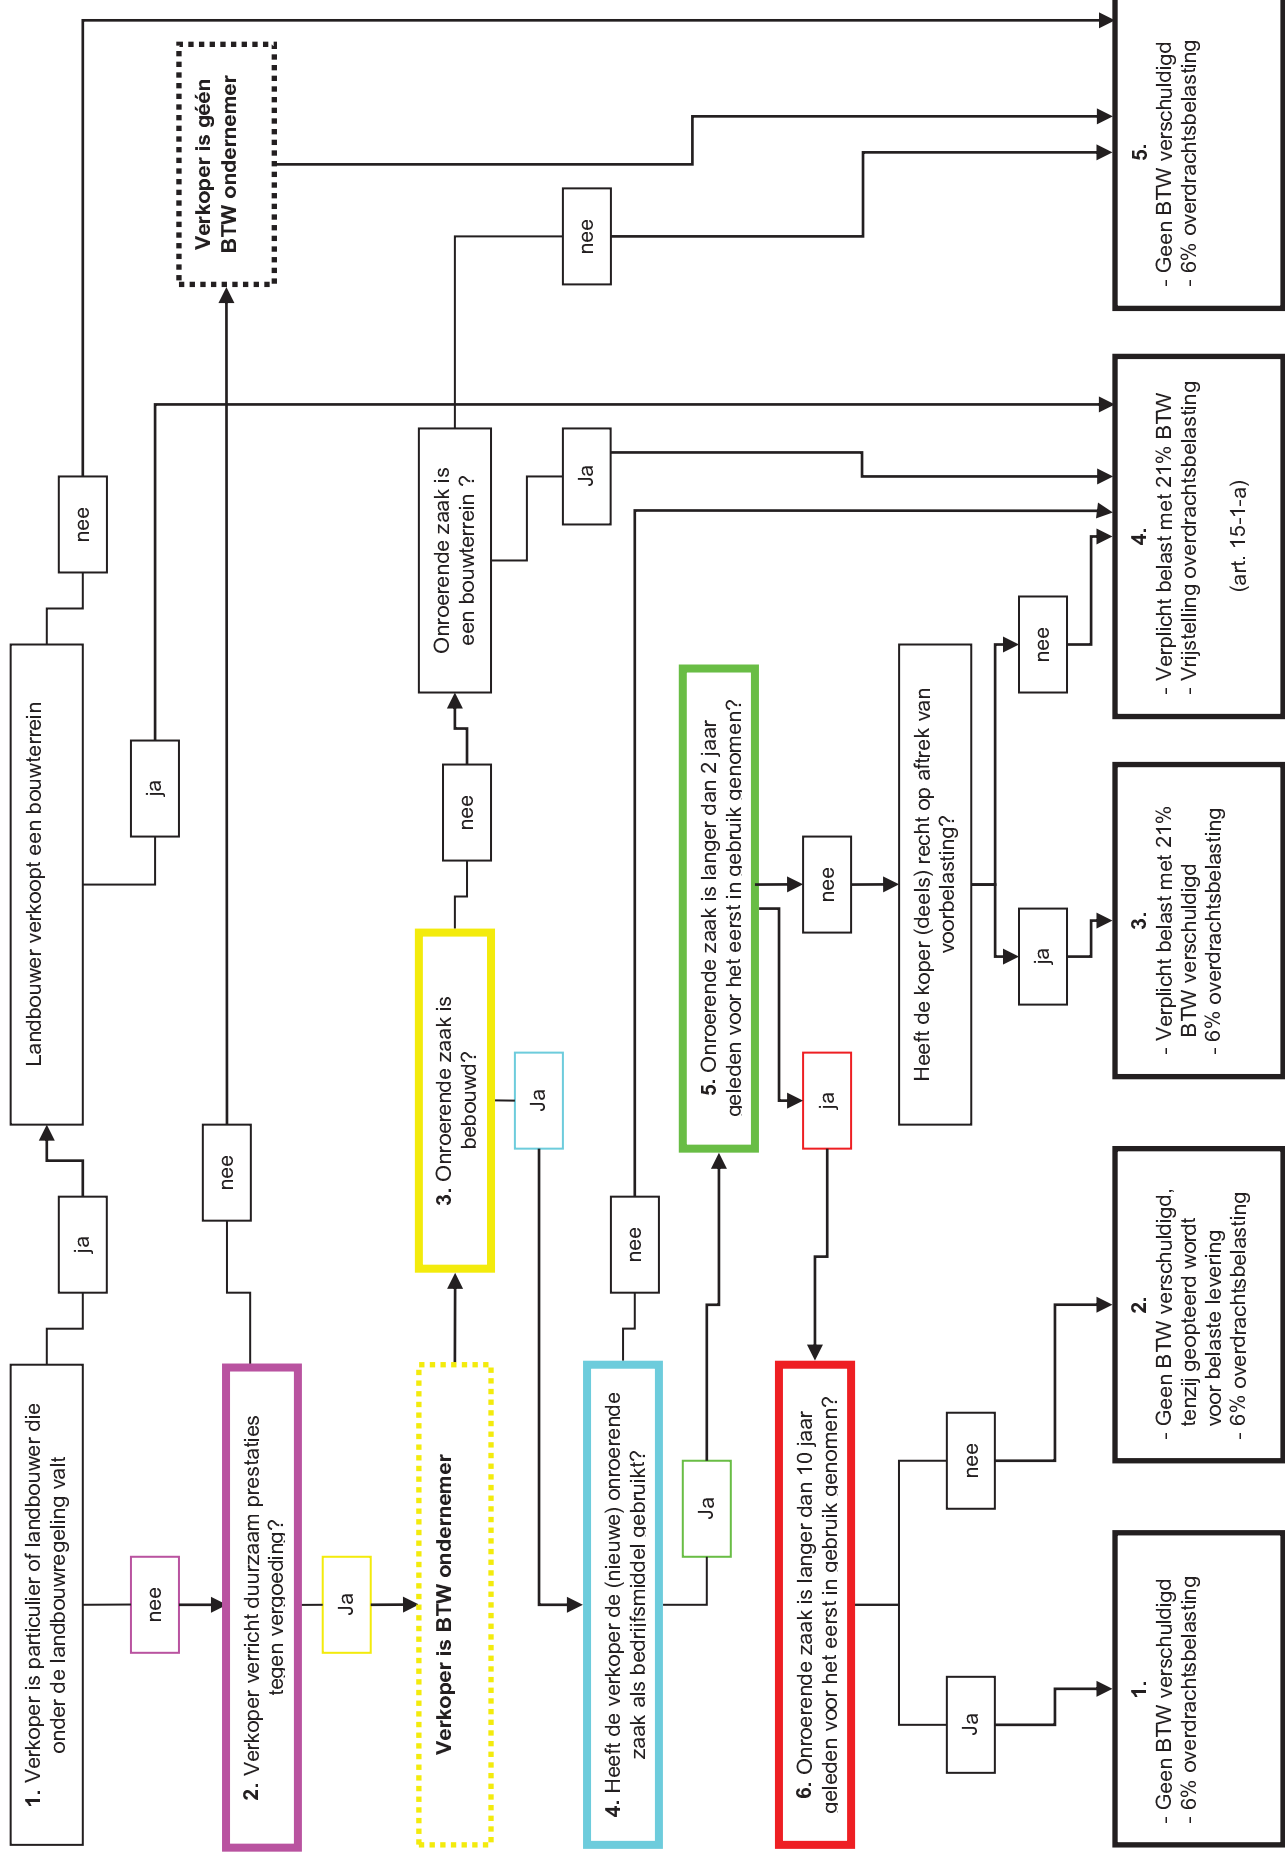 1. Verkoper is particulier of landbouwer die
onder de landbouwregeling valt
ja
Landbouwer verkoopt een bouwterrein
nee
ja
nee
2. Verkoper verricht duurzaam prestaties
tegen vergoeding?
nee
Verkoper is géén
BTW ondernemer
Ja
Verkoper is BTW ondernemer
3. Onroerende zaak is
bebouwd?
nee
Onroerende zaak is
een bouwterrein ?
nee
Ja
Ja
4. Heeft de verkoper de (nieuwe) onroerende
zaak als bedrijfsmiddel gebruikt?
nee
Ja
5. Onroerende zaak is langer dan 2 jaar
geleden voor het eerst in gebruik genomen?
ja
nee
6. Onroerende zaak is langer dan 10 jaar
geleden voor het eerst in gebruik genomen?
Heeft de koper (deels) recht op aftrek van
voorbelasting?
Ja
nee
ja
nee
1.
- Geen BTW verschuldigd
- 6% overdrachtsbelasting
2.
- Geen BTW verschuldigd,
tenzij geopteerd wordt
voor belaste levering
- 6% overdrachtsbelasting
3.
- Verplicht belast met 21%
BTW verschuldigd
- 6% overdrachtsbelasting
4.
- Verplicht belast met 21% BTW
- Vrijstelling overdrachtsbelasting
(art. 15-1-a)
5.
- Geen BTW verschuldigd
- 6% overdrachtsbelasting